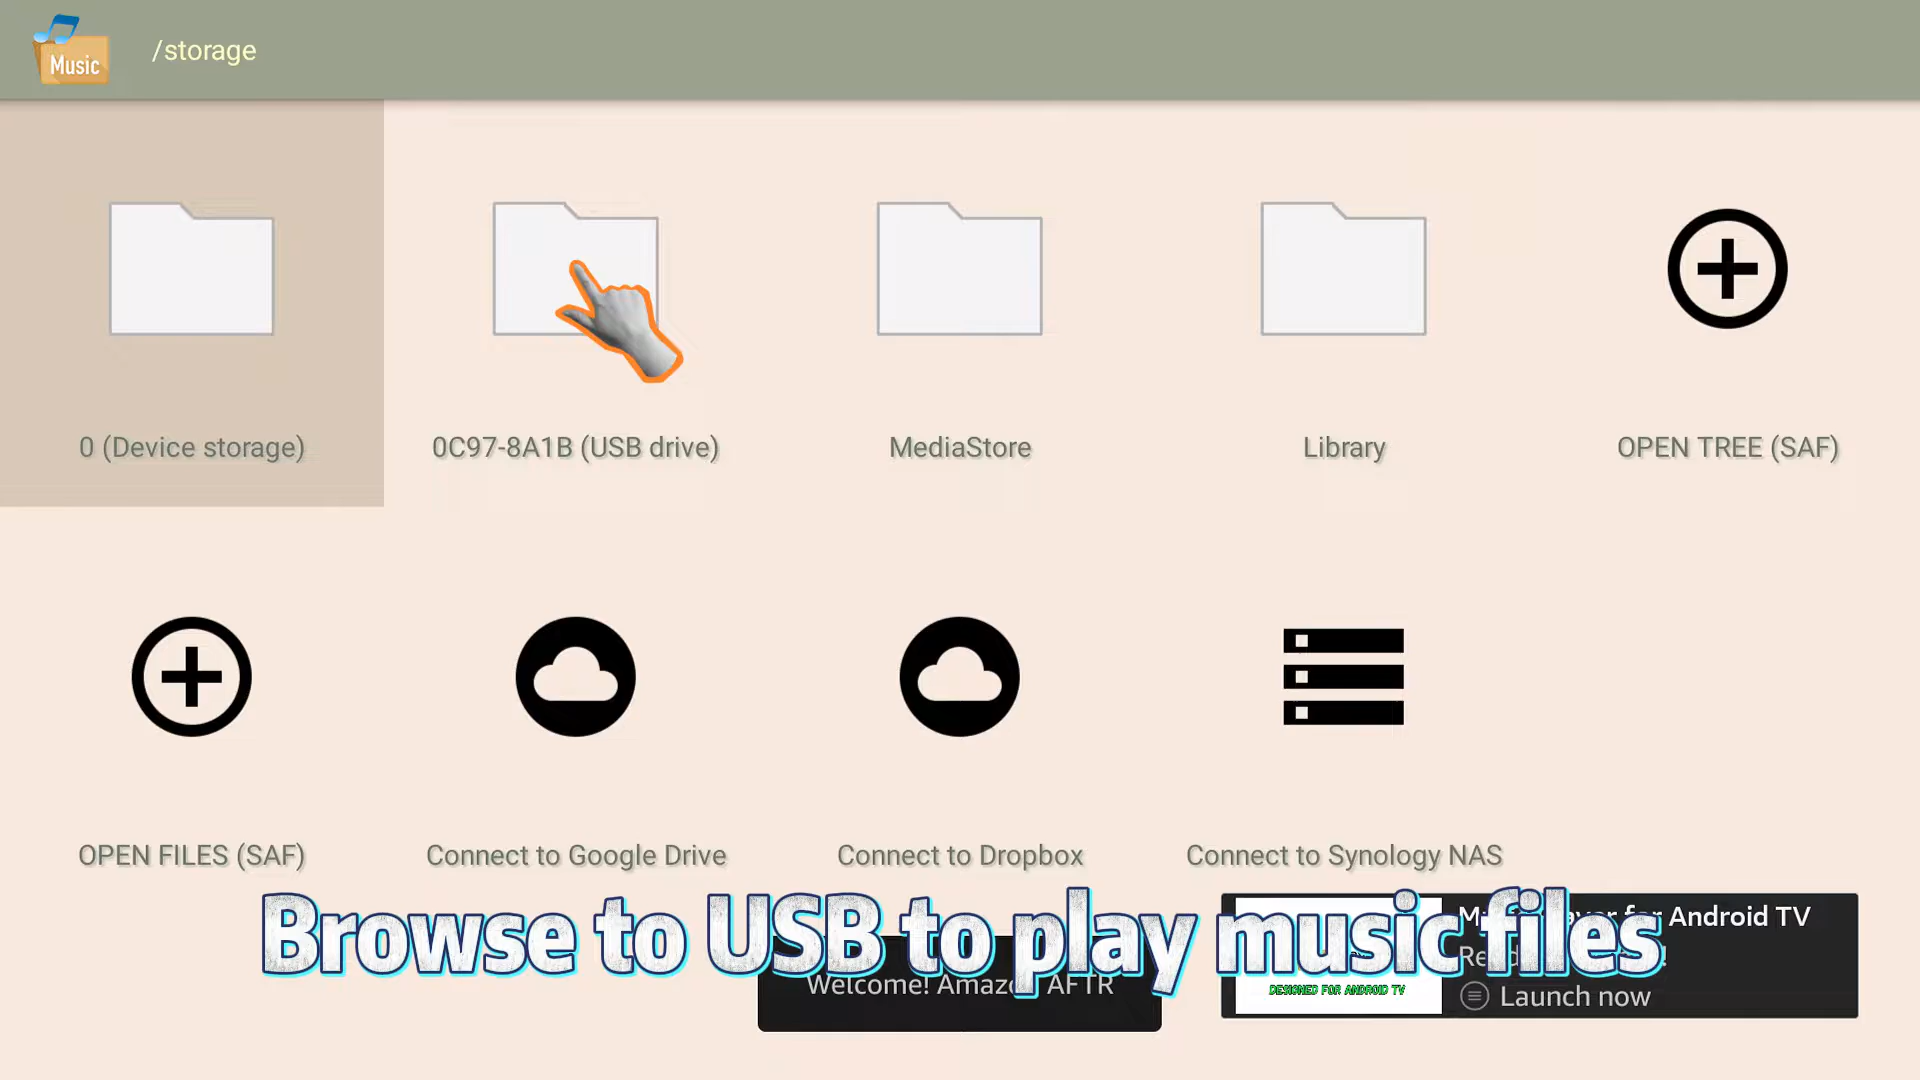 Music
/storage
0 (Device storage)
0C97-8A1B (USB drive)
MediaStore
Library
OPEN TREE (SAF)
OPEN FILES (SAF)
Connect to Google Drive
Connect to Dropbox
Connect to Synology NAS
Browse to USB to play music files
Welcome! Amazon AFTR
for Android TV
DESIGNED FOR ANDROID TV
Launch now